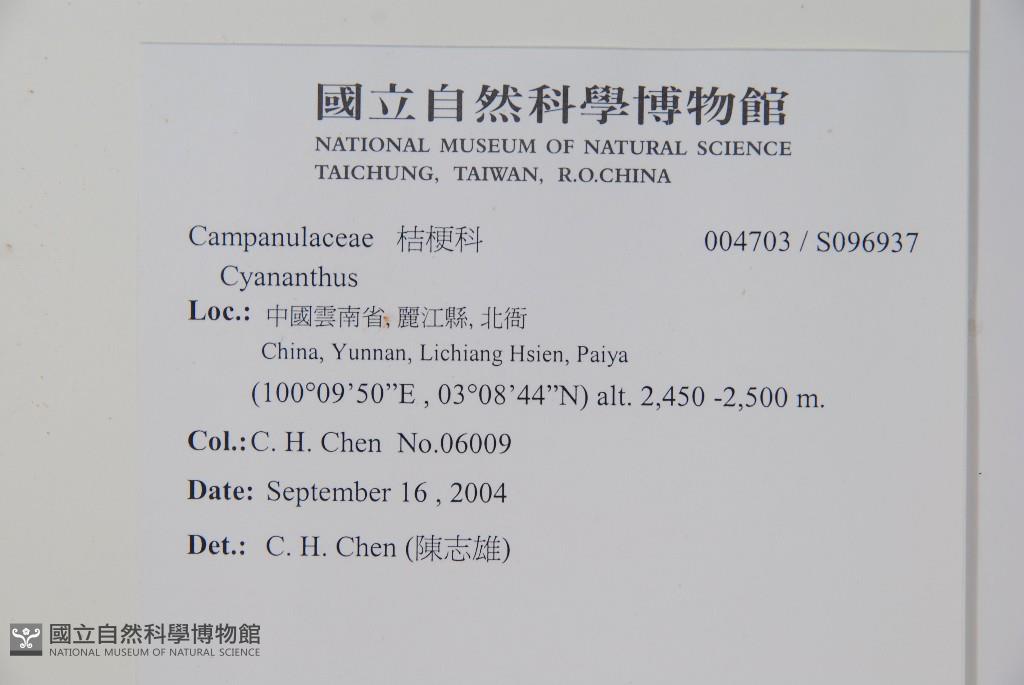 國立自然科學博物館
NATIONAL MUSEUM OF NATURAL SCIENCE
TAICHUNG, TAIWAN, R.O.CHINA
Campanulaceae 桔梗科 004703 / S096937
Cyananthus
Loc.: 中國雲南省, 麗江縣, 北衙
China, Yunnan, Lichiang Hsien, Paiya
(100°09’50”E , 03°08’44”N) alt. 2,450 -2,500 m.
Col.: C. H. Chen No.06009
Date: September 16 , 2004
Det.: C. H. Chen (陳志雄)
國立自然科學博物館
NATIONAL MUSEUM OF NATURAL SCIENCE